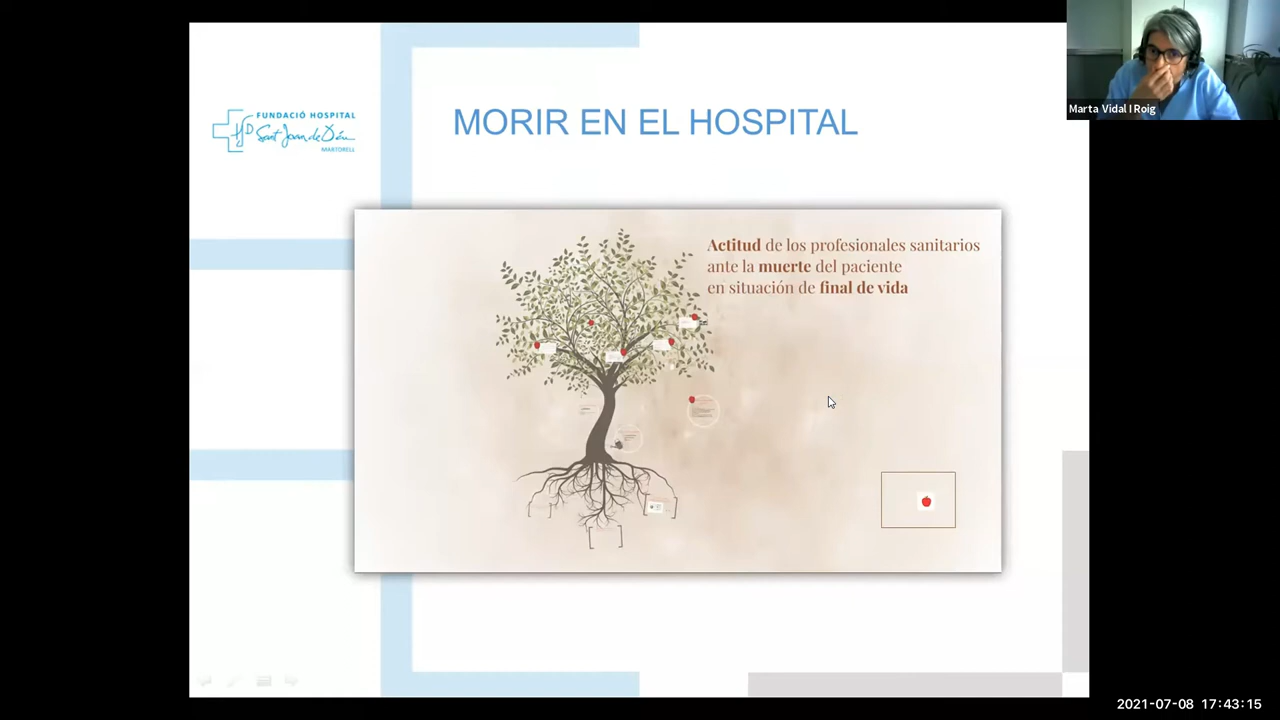 FUNDACIÓ HOSPITAL
Sant Joan de Déu
MARTORELL
MORIR EN EL HOSPITAL
Marta Vidal I Roig
Actitud de los profesionales sanitarios
ante la muerte del paciente
en situación de final de vida
2021-07-08 17:43:15